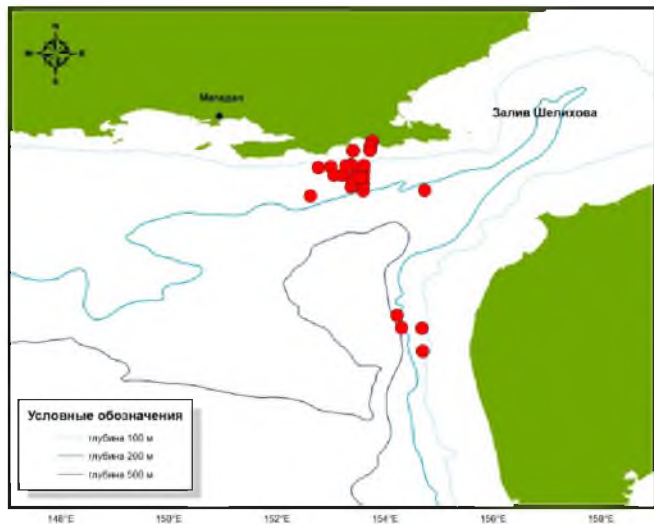 N
W E
S
Магадан
Залив Шелихова
Условные обозначения
глубина 100 м
глубина 200 м
глубина 500 м
148°E 150°E 152°E 154°E 156°E 158°E